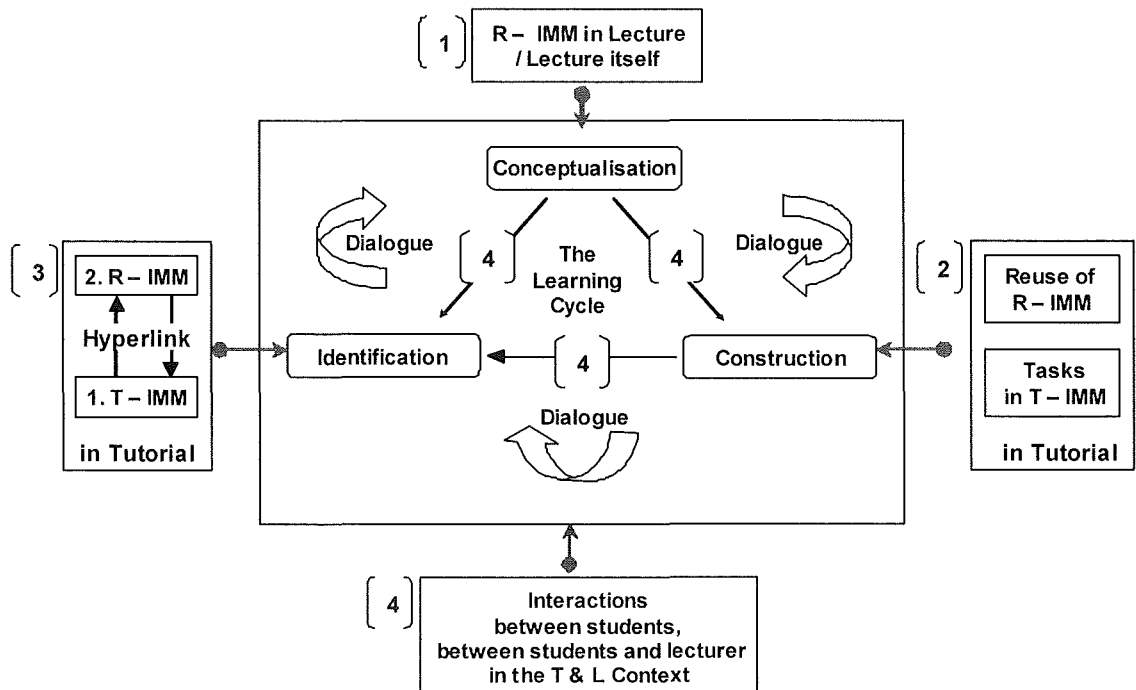 [1]
R – IMM in Lecture
/ Lecture itself
Conceptualisation
Dialogue
[4]
The
Learning
Cycle
[4]
Dialogue
[3]
2. R – IMM
Hyperlink
1. T – IMM
in Tutorial
[2]
Reuse of
R – IMM
Tasks
in T – IMM
in Tutorial
Identification
[4]
Construction
Dialogue
[4]
Interactions
between students,
between students and lecturer
in the T & L Context